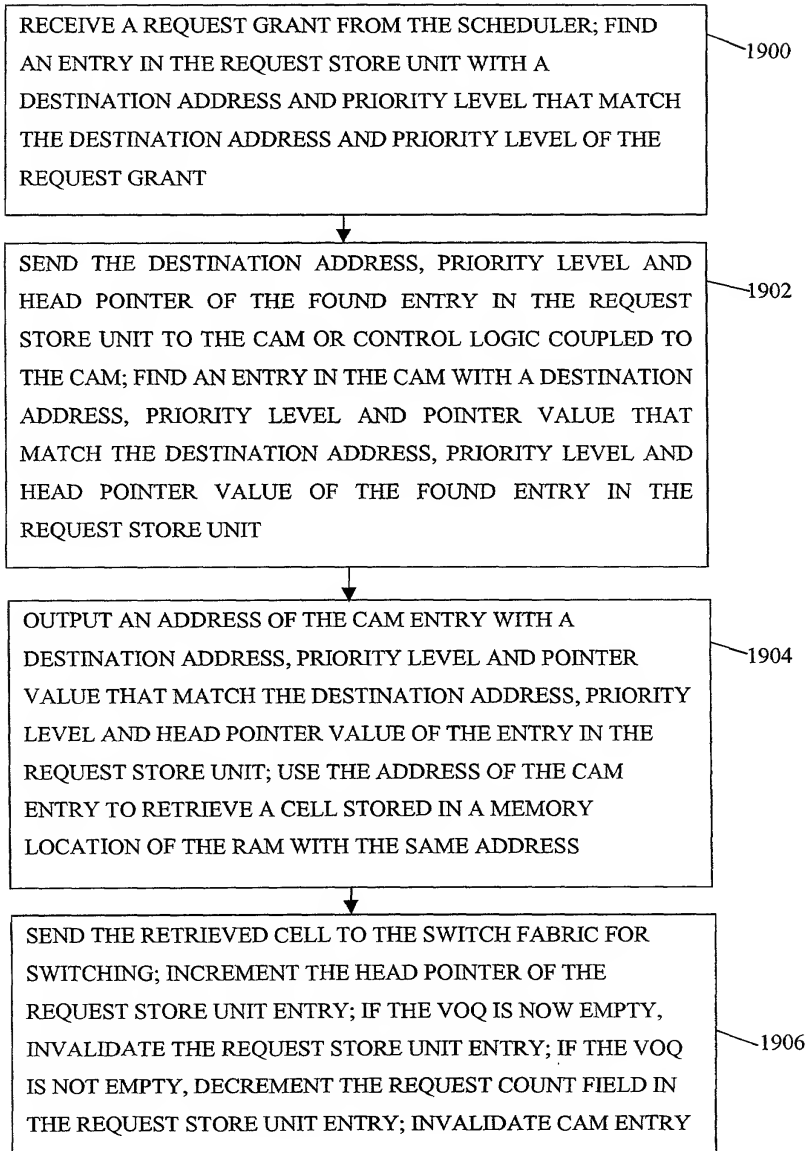 RECEIVE A REQUEST GRANT FROM THE SCHEDULER; FIND
AN ENTRY IN THE REQUEST STORE UNIT WITH A
DESTINATION ADDRESS AND PRIORITY LEVEL THAT MATCH
THE DESTINATION ADDRESS AND PRIORITY LEVEL OF THE
REQUEST GRANT
1900
SEND THE DESTINATION ADDRESS, PRIORITY LEVEL AND
HEAD POINTER OF THE FOUND ENTRY IN THE REQUEST
STORE UNIT TO THE CAM OR CONTROL LOGIC COUPLED TO
THE CAM; FIND AN ENTRY IN THE CAM WITH A DESTINATION
ADDRESS, PRIORITY LEVEL AND POINTER VALUE THAT
MATCH THE DESTINATION ADDRESS, PRIORITY LEVEL AND
HEAD POINTER VALUE OF THE FOUND ENTRY IN THE
REQUEST STORE UNIT
1902
OUTPUT AN ADDRESS OF THE CAM ENTRY WITH A
DESTINATION ADDRESS, PRIORITY LEVEL AND POINTER
VALUE THAT MATCH THE DESTINATION ADDRESS, PRIORITY
LEVEL AND HEAD POINTER VALUE OF THE ENTRY IN THE
REQUEST STORE UNIT; USE THE ADDRESS OF THE CAM
ENTRY TO RETRIEVE A CELL STORED IN A MEMORY
LOCATION OF THE RAM WITH THE SAME ADDRESS
1904
SEND THE RETRIEVED CELL TO THE SWITCH FABRIC FOR
SWITCHING; INCREMENT THE HEAD POINTER OF THE
REQUEST STORE UNIT ENTRY; IF THE VOQ IS NOW EMPTY,
INVALIDATE THE REQUEST STORE UNIT ENTRY; IF THE VOQ
IS NOT EMPTY, DECREMENT THE REQUEST COUNT FIELD IN
THE REQUEST STORE UNIT ENTRY; INVALIDATE CAM ENTRY
1906